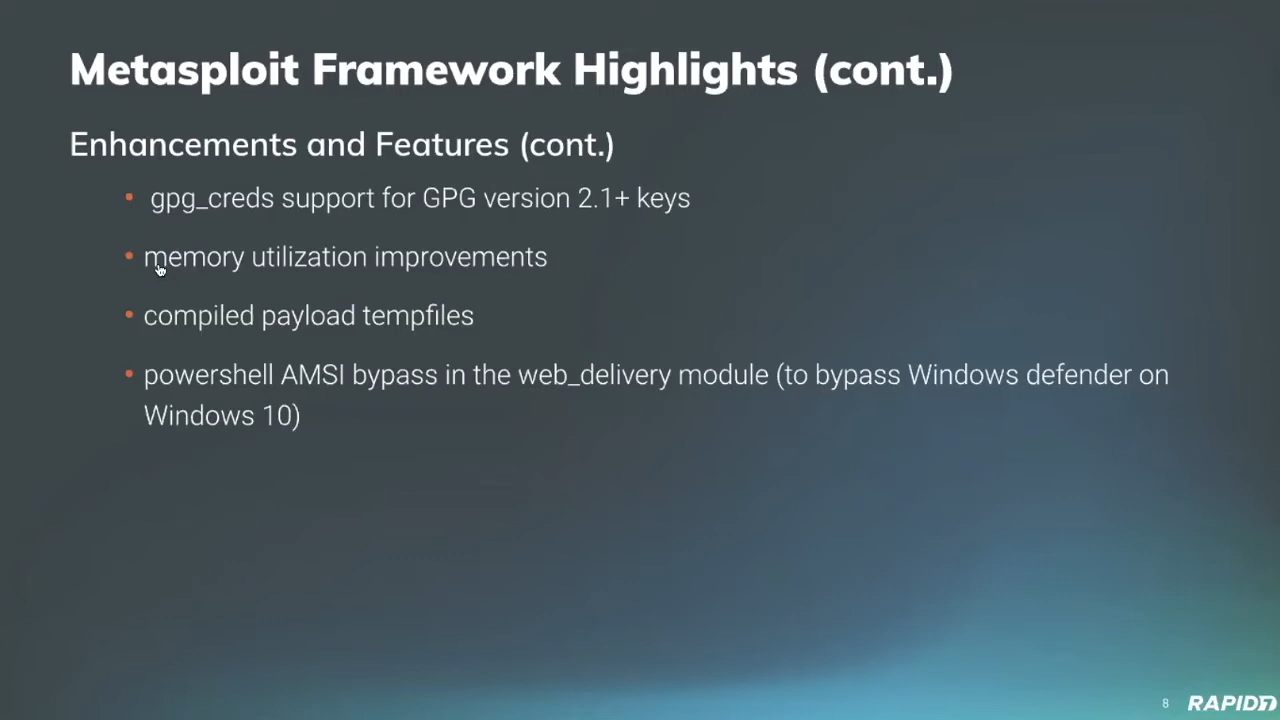 Metasploit Framework Highlights (cont.)
Enhancements and Features (cont.)
• gpg_creds support for GPG version 2.1+ keys
• memory utilization improvements
• compiled payload tempfiles
• powershell AMSI bypass in the web_delivery module (to bypass Windows defender on
Windows 10)
8 RAPID7